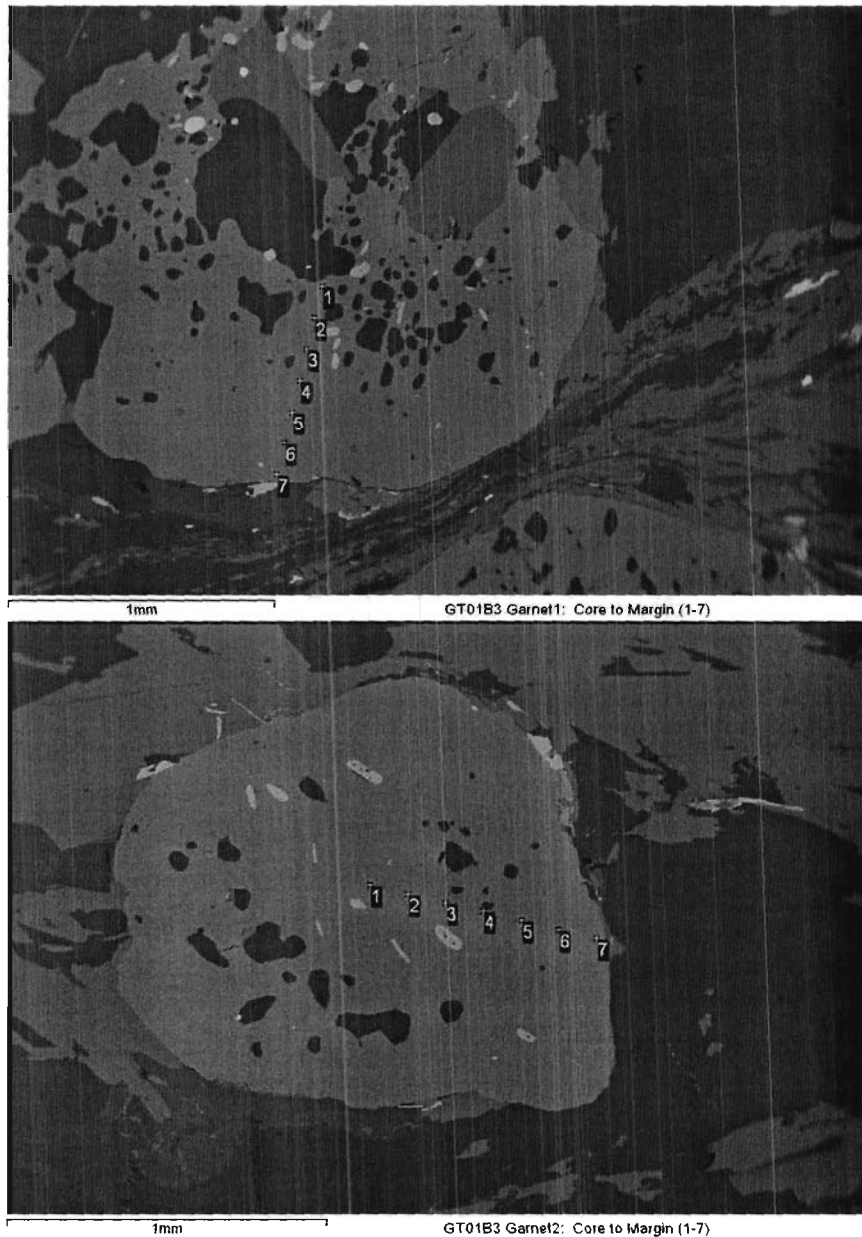 1
2
3
4
5
6
7
1mm GT01B3 Garnet1: Core to Margin (1-7)
1 2 3 4 5 6 7
1mm GT01B3 Garnet2: Core to Margin (1-7)